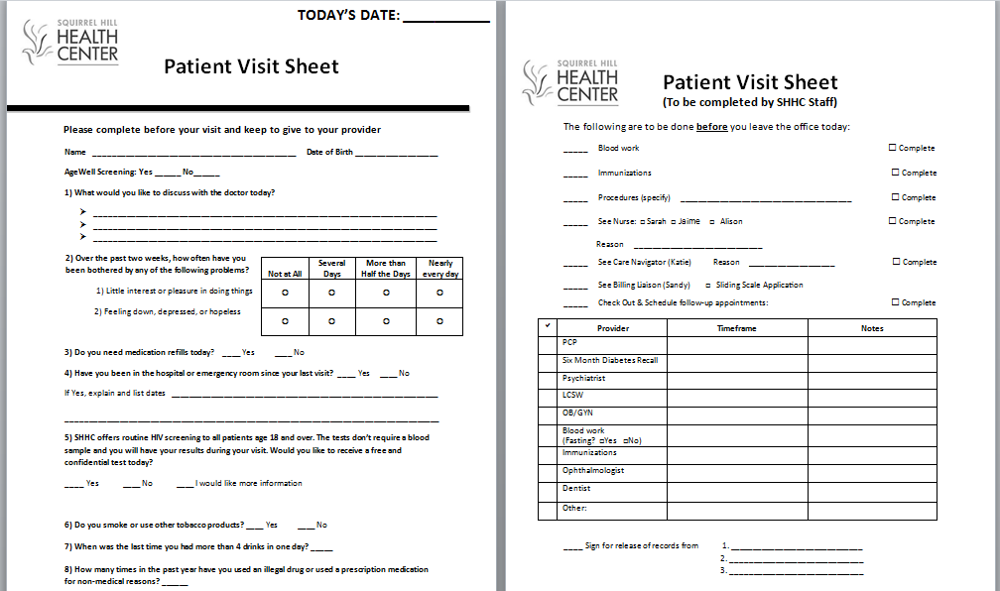 TODAY'S DATE: ____________
SQUIRREL HILL
HEALTH
CENTER
Patient Visit Sheet
Please complete before your visit and keep to give to your provider
Name ________________________ Date of Birth ________________
AgeWell Screening: Yes ______ No______
1) What would you like to discuss with the doctor today?
➢ ________________________
➢ ________________________
➢ ________________________
2) Over the past two weeks, how often have you
been bothered by any of the following problems?
Not at All
Several
Days
More than
Half the Days
Nearly
every day
1) Little interest or pleasure in doing things O O O O
2) Feeling down, depressed, or hopeless O O O O
3) Do you need medication refills today? ____ Yes ____ No
4) Have you been in the hospital or emergency room since your last visit? ____ Yes ____ No
If Yes, explain and list dates ________________________
________________________
5) SHHC offers routine HIV screening to all patients age 18 and over. The tests don't require a blood
sample and you will have your results during your visit. Would you like to receive a free and
confidential test today?
____ Yes ____ No ____ I would like more information
6) Do you smoke or use other tobacco products? ____ Yes ____ No
7) When was the last time you had more than 4 drinks in one day? _____
8) How many times in the past year have you used an illegal drug or used a prescription medication
for non-medical reasons? ______
SQUIRREL HILL
HEALTH
CENTER
Patient Visit Sheet
(To be completed by SHHC Staff)
The following are to be done before you leave the office today:
_____ Blood work ☐ Complete
_____ Immunizations ☐ Complete
_____ Procedures (specify) ________________________ ☐ Complete
_____ See Nurse: □ Sarah □ Jaime □ Alison ☐ Complete
Reason ________________________
_____ See Care Navigator (Katie) Reason ________________ ☐ Complete
_____ See Billing Liaison (Sandy) □ Sliding Scale Application
_____ Check Out & Schedule follow-up appointments: ☐ Complete
✓ Provider Timeframe Notes
PCP
Six Month Diabetes Recall
Psychiatrist
LCSW
OB/GYN
Blood work
(Fasting? □Yes □No)
Immunizations
Ophthalmologist
Dentist
Other:
____ Sign for release of records from 1. ________________________
2. ________________________
3. ________________________